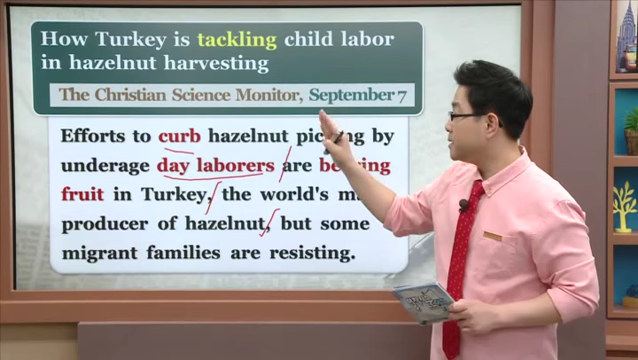 How Turkey is tackling child labor
in hazelnut harvesting
The Christian Science Monitor, September 7
Efforts to curb hazelnut by
underage day laborers are
fruit in Turkey, the world's
producer of hazelnut, but some
migrant families are resisting.